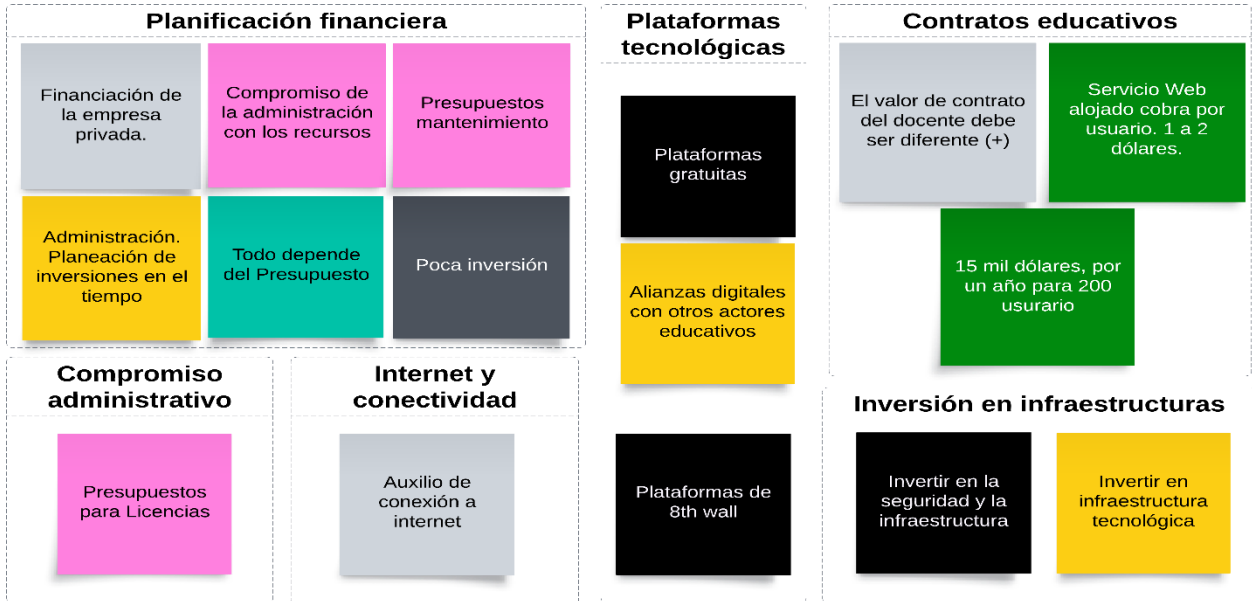 Planificación financiera
Financiación de
la empresa
privada.
Compromiso de
la administración
con los recursos
Presupuestos
mantenimiento
Administración.
Planeación de
inversiones en el
tiempo
Todo depende
del Presupuesto
Poca inversión
Plataformas
tecnológicas
Plataformas
gratuitas
Alianzas digitales
con otros actores
educativos
Plataformas de
8th wall
Contratos educativos
El valor de contrato
del docente debe
ser diferente (+)
Servicio Web
alojado cobra por
usuario. 1 a 2
dólares.
15 mil dólares, por
un año para 200
usurario
Compromiso
administrativo
Presupuestos
para Licencias
Internet y
conectividad
Auxilio de
conexión a
internet
Inversión en infraestructuras
Invertir en la
seguridad y la
infraestructura
Invertir en
infraestructura
tecnológica